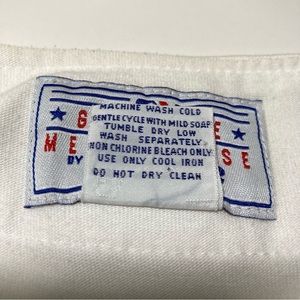 MACHINE WASH COLD
GENTLE CYCLE WITH MILD SOAP
TUMBLE DRY LOW
WASH SEPARATELY
NON CHLORINE BLEACH ONLY
USE ONLY COOL IRON
DO NOT DRY CLEAN
BY